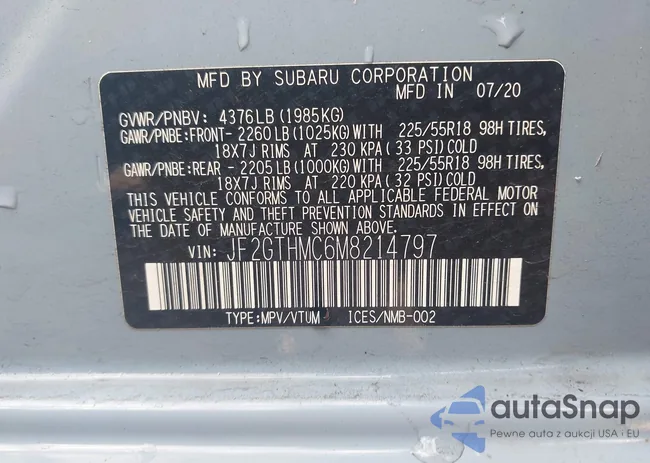 MFD BY SUBARU CORPORATION
MFD IN 07/20
GVWR/PNBV: 4376LB(1985KG)
GAWR/PNBE:FRONT- 2260LB(1025KG)WITH 225/55R18 98H TIRES,
18X7J RIMS AT 230 KPA(33 PSI)COLD
GAWR/PNBE:REAR - 2205LB(1000KG)WITH 225/55R18 98H TIRES,
18X7J RIMS AT 220 KPA(32 PSI)COLD
THIS VEHICLE CONFORMS TO ALL APPLICABLE FEDERAL MOTOR
VEHICLE SAFETY AND THEFT PREVENTION STANDARDS IN EFFECT ON
THE DATE OF MANUFACTURE SHOWN ABOVE.
VIN: JF2GTHMC6M8214797
TYPE:MPV/VTUM ICES/NMB-002
autaSnap
Pewne auta z aukcji USA i EU